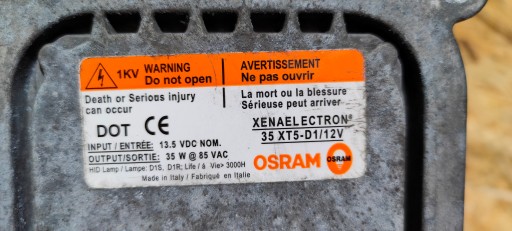 1KV WARNING
Do not open
AVERTISSEMENT
Ne pas ouvrir
Death or Serious injury
can occur
La mort ou la blessure
Sérieuse peut arriver
DOT CE
XENAELECTRON®
35 XT5-D1/12V
INPUT / ENTRÉE: 13.5 VDC NOM.
OUTPUT/SORTIE: 35 W @ 85 VAC
HID Lamp / Lampe: D1S, D1R; Life / à Vie> 3000H
Made in Italy / Fabriqué en Italie
OSRAM OSRAM